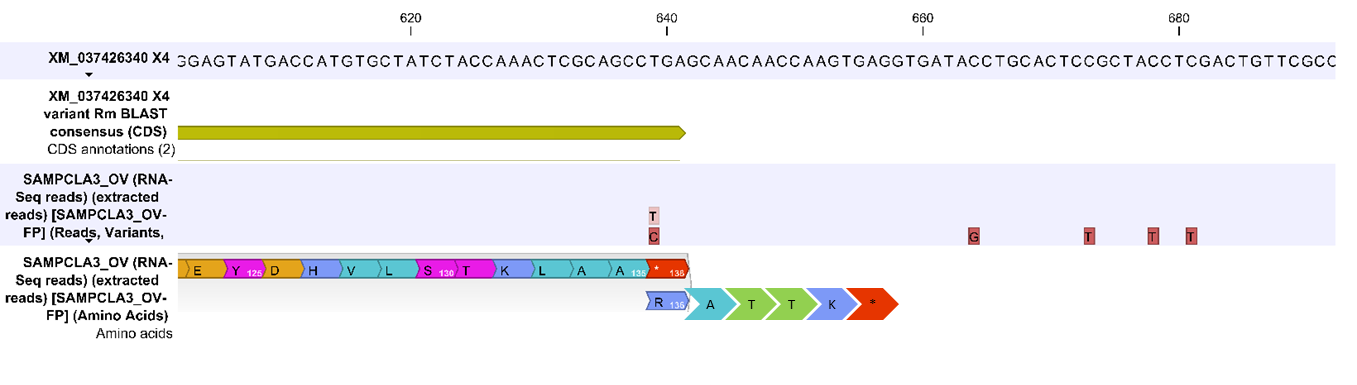 620 640 660 680
XM_037426340 X4 GGAGTATGACCATGTGCTATCTACCAAACTCGCAGCCTGAGCAACAACCAAGTGAGGTGATACCTGCACTCCGCTACCTCGACTGTTCGCC
XM_037426340 X4
variant Rm BLAST
consensus (CDS)
CDS annotations (2)
SAMPCLA3_OV (RNA-
Seq reads) (extracted
reads) [SAMPCLA3_OV- T
FP] (Reads, Variants, C G T T T
SAMPCLA3_OV (RNA- E Y 125 D H V L S 130 T K L A A 135 * 136
Seq reads) (extracted
reads) [SAMPCLA3_OV- R 136 A T T K *
FP] (Amino Acids)
Amino acids